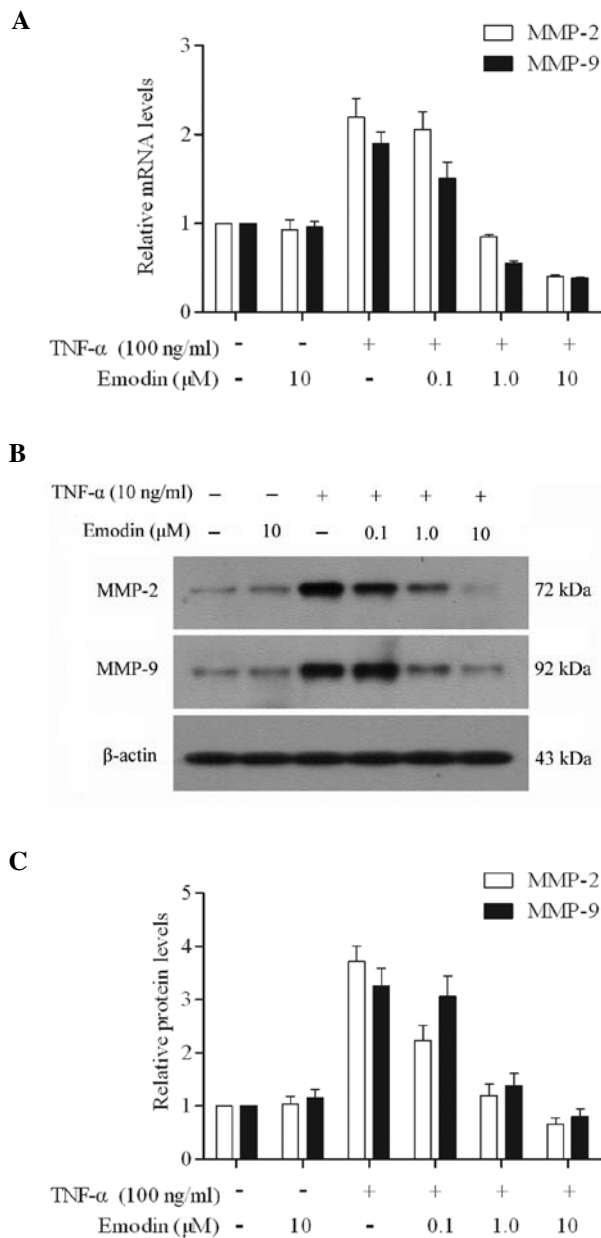 A
MMP-2
MMP-9
Relative mRNA levels
3
2
1
0
TNF-α (100 ng/ml) - - + + + +
Emodin (μM) - 10 - 0.1 1.0 10
B
TNF-α (10 ng/ml) – – + + + +
Emodin (μM) – 10 – 0.1 1.0 10
MMP-2 72 kDa
MMP-9 92 kDa
β-actin 43 kDa
C
MMP-2
MMP-9
Relative protein levels
5
4
3
2
1
0
TNF-α (100 ng/ml) - - + + + +
Emodin (μM) - 10 - 0.1 1.0 10